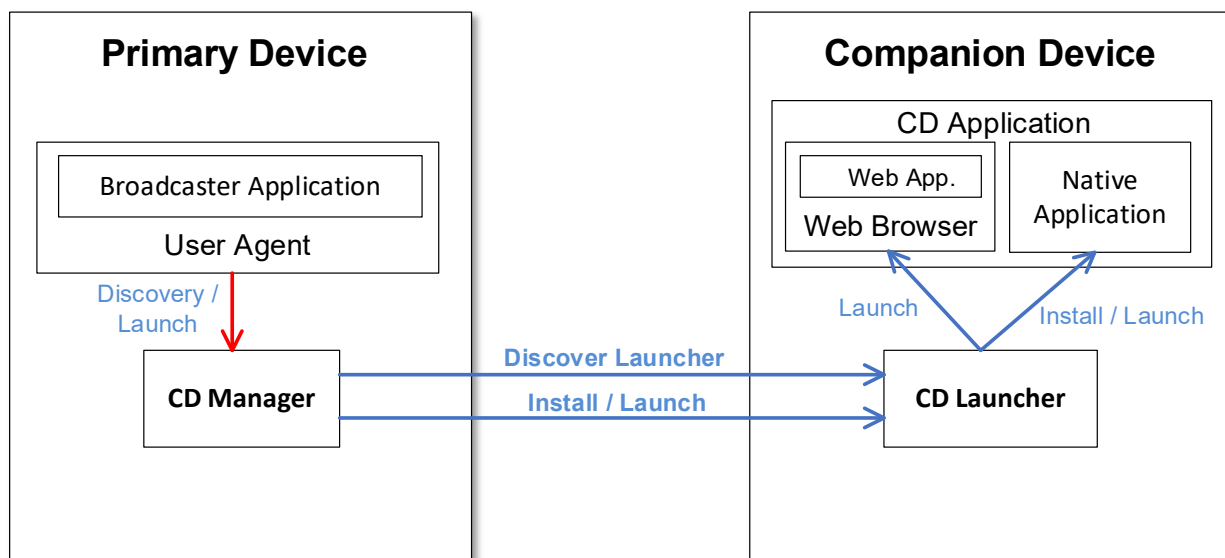 Primary Device
Broadcaster Application
User Agent
Discovery /
Launch
CD Manager
Discover Launcher
Install / Launch
Companion Device
CD Application
Web App.
Web Browser
Native
Application
Launch
Install / Launch
CD Launcher